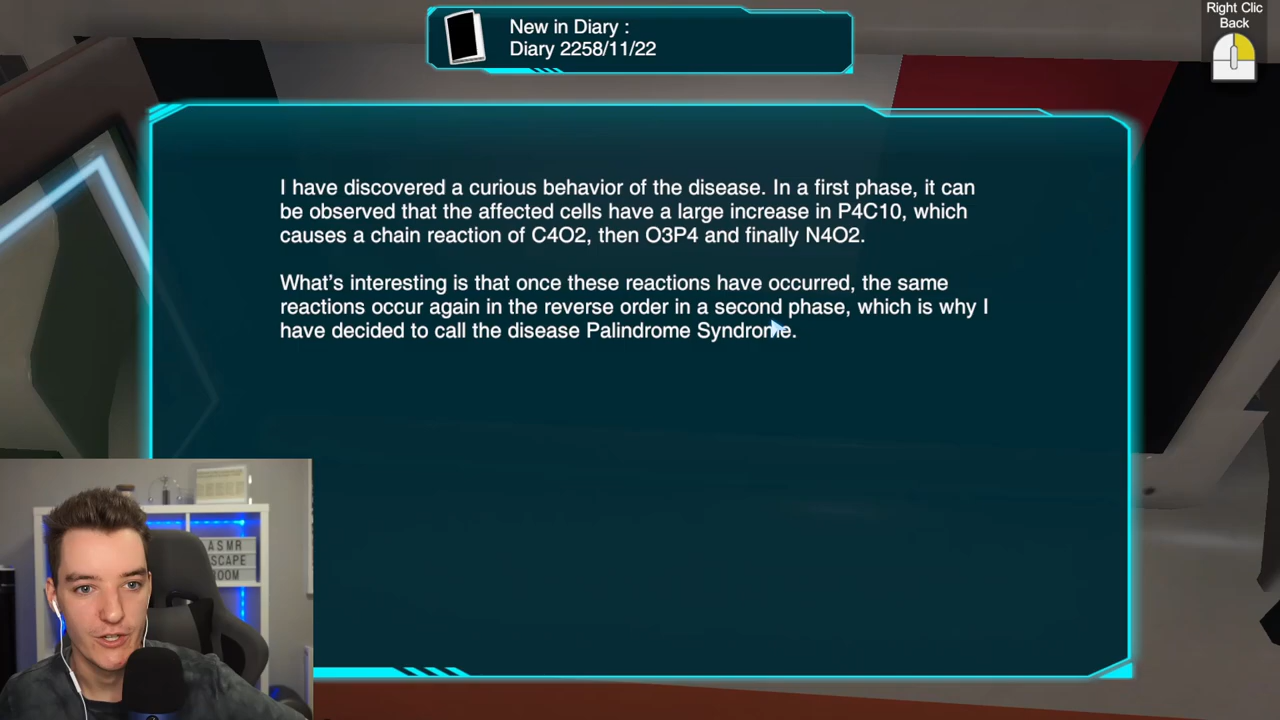 Right Clic
Back
New in Diary :
Diary 2258/11/22
I have discovered a curious behavior of the disease. In a first phase, it can
be observed that the affected cells have a large increase in P4C10, which
causes a chain reaction of C4O2, then O3P4 and finally N4O2.
What's interesting is that once these reactions have occurred, the same
reactions occur again in the reverse order in a second phase, which is why I
have decided to call the disease Palindrome Syndrome.
ASMR
ESCAPE
ROOM